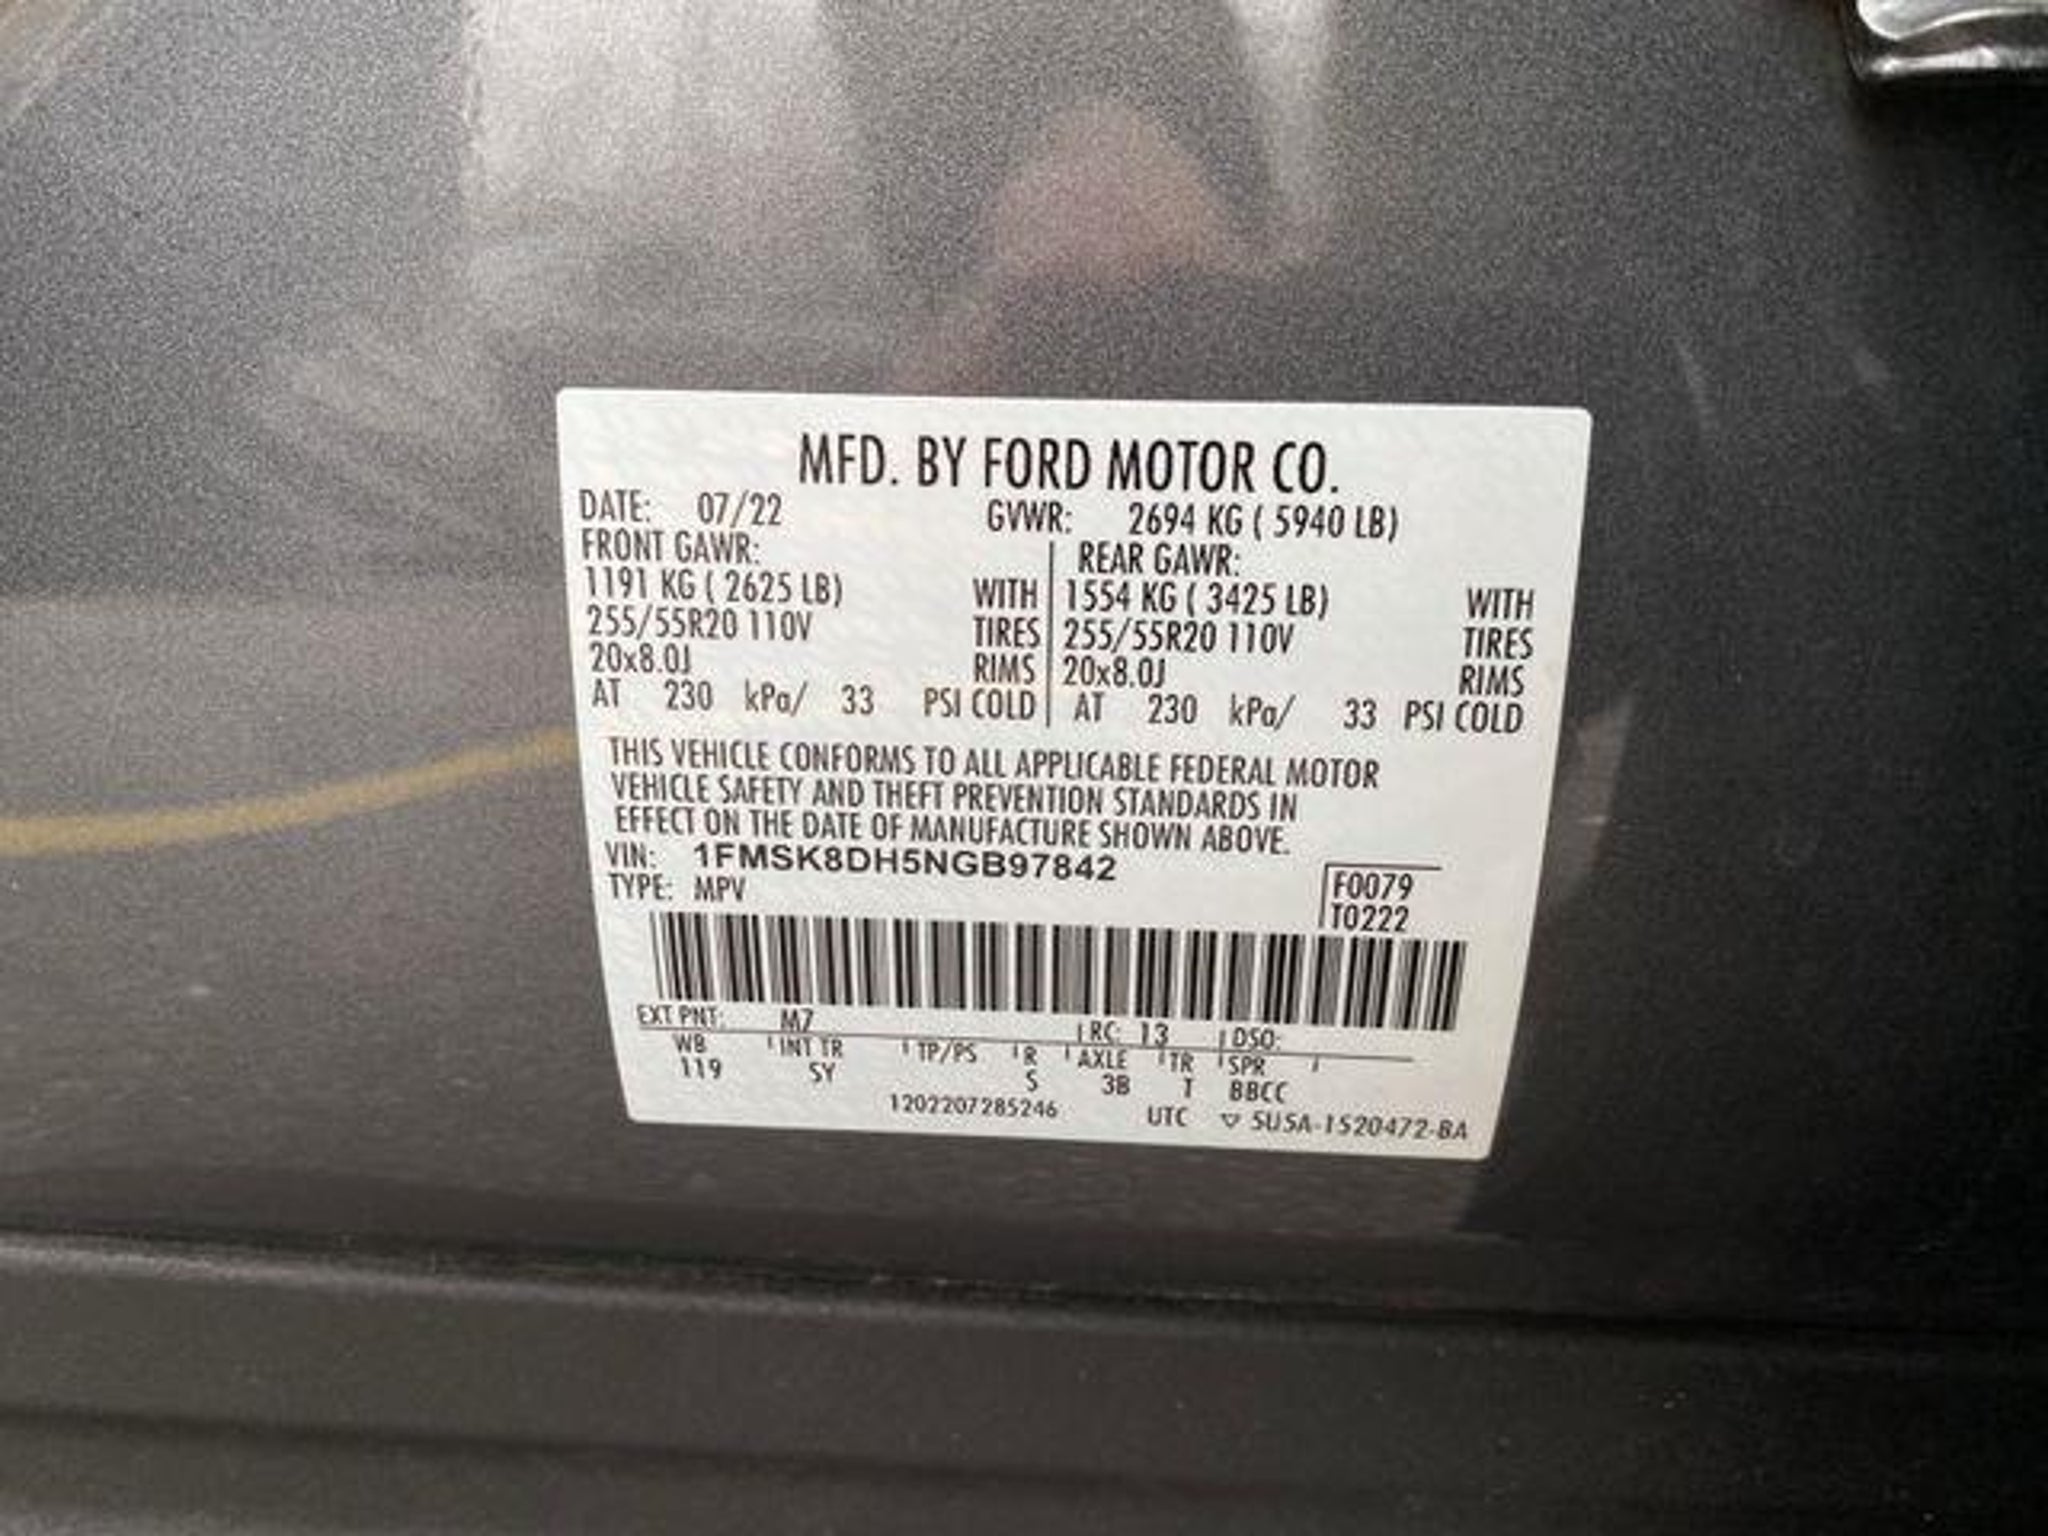 MFD. BY FORD MOTOR CO.
DATE: 07/22 GVWR: 2694 KG ( 5940 LB)
FRONT GAWR: REAR GAWR:
1191 KG ( 2625 LB) WITH 1554 KG ( 3425 LB) WITH
255/55R20 110V TIRES 255/55R20 110V TIRES
20x8.0J RIMS 20x8.0J RIMS
AT 230 kPa/ 33 PSI COLD AT 230 kPa/ 33 PSI COLD
THIS VEHICLE CONFORMS TO ALL APPLICABLE FEDERAL MOTOR
VEHICLE SAFETY AND THEFT PREVENTION STANDARDS IN
EFFECT ON THE DATE OF MANUFACTURE SHOWN ABOVE.
VIN: 1FMSK8DH5NGB97842
TYPE: MPV F0079
T0222
EXT PNT: M7 RC: 13 DSO:
WB INT TR TP/PS R AXLE TR SPR
119 SY S 3B T BBCC
1202207285246 UTC ▽ 5U5A-1520472-BA